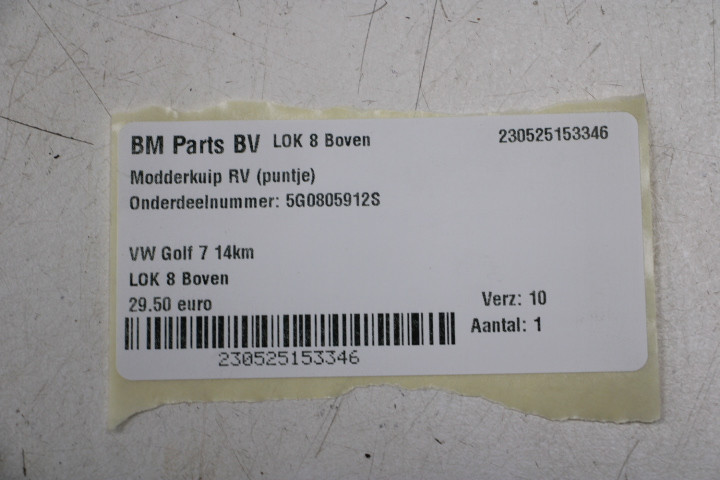 BM Parts BV LOK 8 Boven 230525153346
Modderkuip RV (puntje)
Onderdeelnummer: 5G0805912S
VW Golf 7 14km
LOK 8 Boven
29.50 euro
Verz: 10
Aantal: 1
230525153346